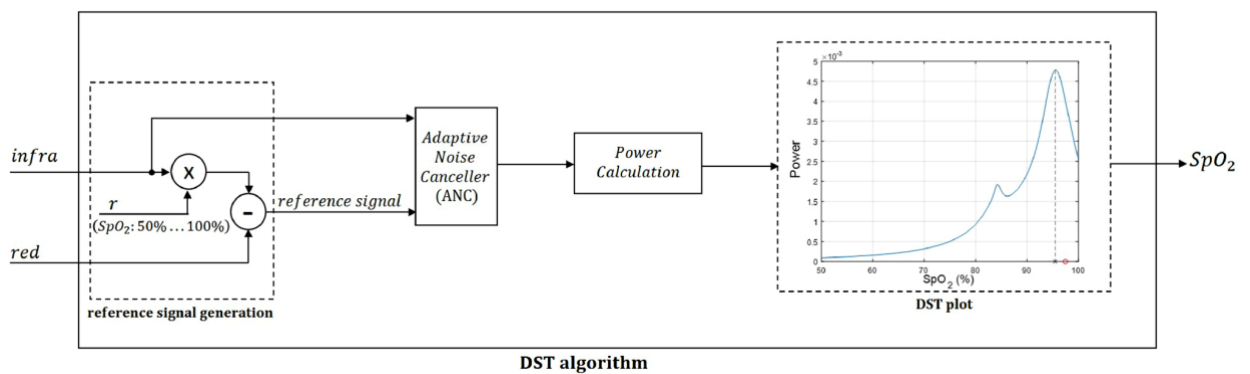 infra
X
r
(SpO₂: 50% … 100%)
-
red
reference signal
reference signal generation
Adaptive
Noise
Canceller
(ANC)
Power
Calculation
×10⁻³
5
4.5
4
3.5
3
2.5
2
1.5
1
0.5
0
Power
50 60 70 80 90 100
SpO₂ (%)
DST plot
SpO₂
DST algorithm